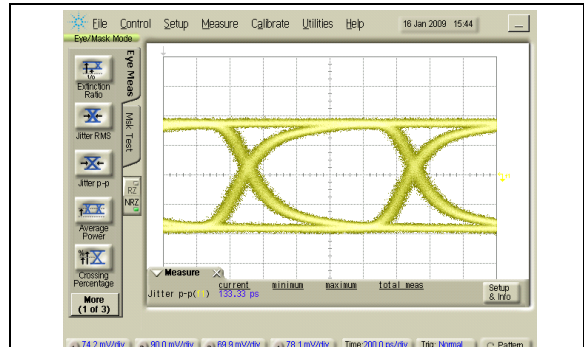 File Control Setup Measure Calibrate Utilities Help 16 Jan 2009 15:44
Eye/Mask Mode
Extinction
Ratio
Jitter RMS
Jitter p-p
Average
Power
Crossing
Percentage
More
(1 of 3)
Eye Meas
Msk Test
RZ
NRZ
Measure
current minimum maximum total meas
Jitter p-p( ) 133.33 ps
Setup
& Info
74.2 mV/div 90.0 mV/div 69.9 mV/div 78.1 mV/div Time:200.0 ps/div Trig: Normal Pattern